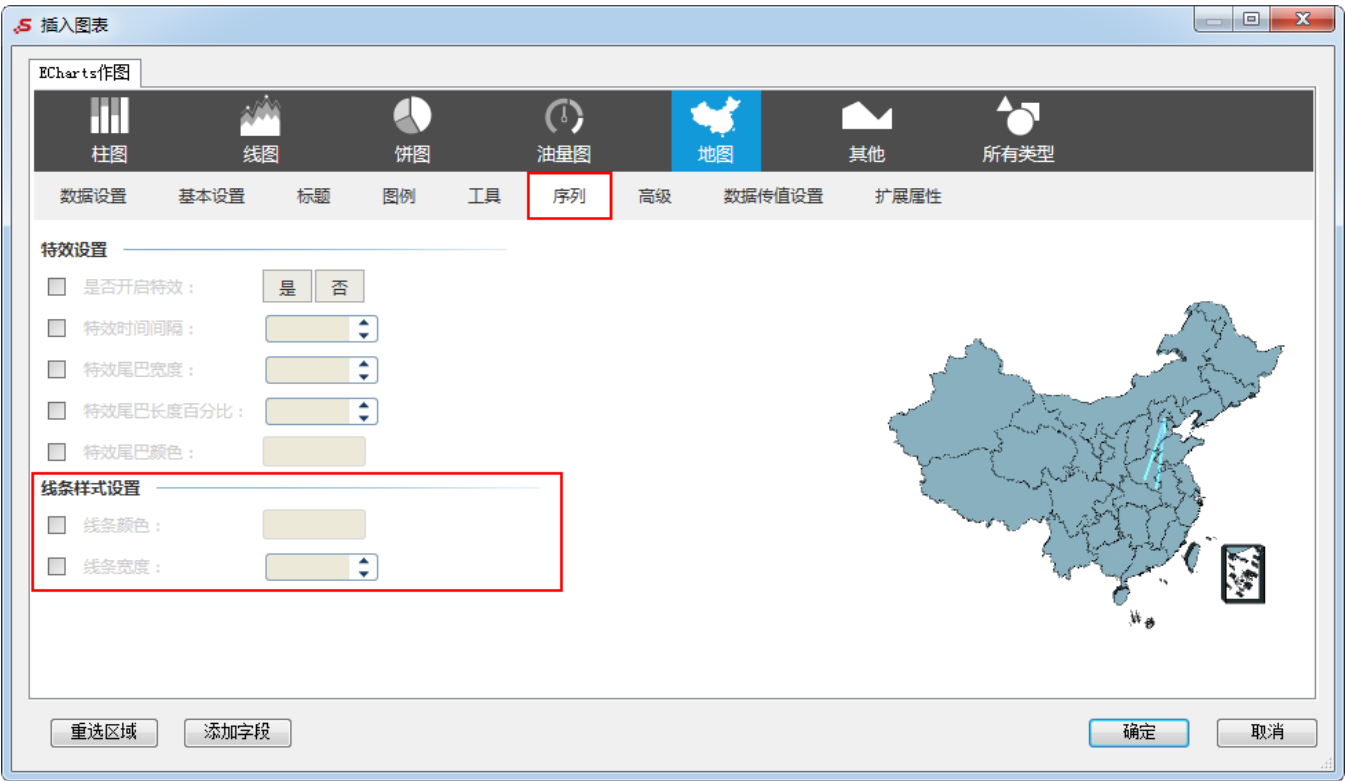 插入图表
ECharts作图
柱图 线图 饼图 油量图 地图 其他 所有类型
数据设置 基本设置 标题 图例 工具 序列 高级 数据传值设置 扩展属性
特效设置
是否开启特效： 是 否
特效时间间隔：
特效尾巴宽度：
特效尾巴长度百分比：
特效尾巴颜色：
线条样式设置
线条颜色：
线条宽度：
重选区域 添加字段 确定 取消